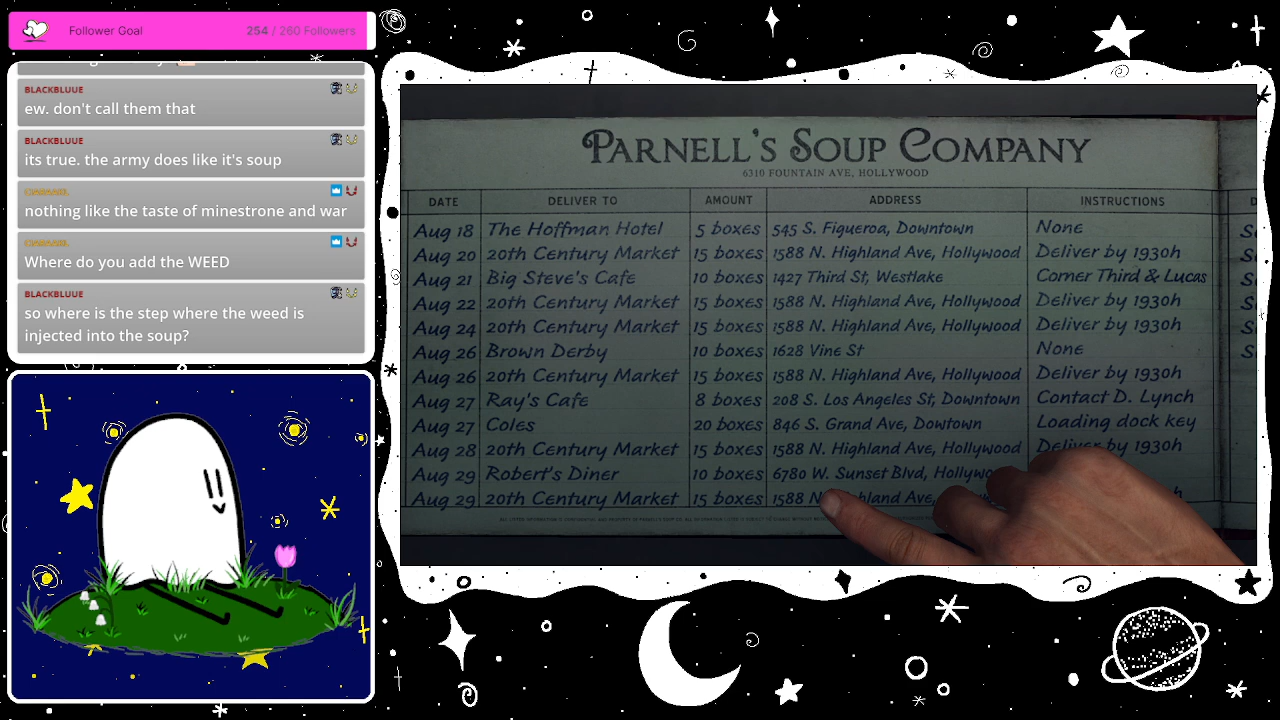 Follower Goal 254 / 260 Followers
BLACKBLUUE
ew. don't call them that
BLACKBLUUE
its true. the army does like it's soup
nothing like the taste of minestrone and war
Where do you add the WEED
BLACKBLUUE
so where is the step where the weed is
injected into the soup?
PARNELL'S SOUP COMPANY
6310 FOUNTAIN AVE, HOLLYWOOD
DATE DELIVER TO AMOUNT ADDRESS INSTRUCTIONS
Aug 18 The Hoffman Hotel 5 boxes 545 S. Figueroa, Downtown None
Aug 20 20th Century Market 15 boxes 1588 N. Highland Ave, Hollywood Deliver by 1930h
Aug 21 Big Steve's Cafe 10 boxes 1427 Third St, Westlake Corner Third & Lucas
Aug 22 20th Century Market 15 boxes 1588 N. Highland Ave, Hollywood Deliver by 1930h
Aug 24 20th Century Market 15 boxes 1588 N. Highland Ave, Hollywood Deliver by 1930h
Aug 26 Brown Derby 10 boxes 1628 Vine St None
Aug 26 20th Century Market 15 boxes 1588 N. Highland Ave, Hollywood Deliver by 1930h
Aug 27 Ray's Cafe 8 boxes 208 S. Los Angeles St, Downtown Contact D. Lynch
Aug 27 Coles 20 boxes 846 S. Grand Ave, Dowtown Loading dock key
Aug 28 20th Century Market 15 boxes 1588 N. Highland Ave, Hollywood Deliver by 1930h
Aug 29 Robert's Diner 10 boxes 6780 W. Sunset Blvd,
Aug 29 20th Century Market 15 boxes 1588 Ave,